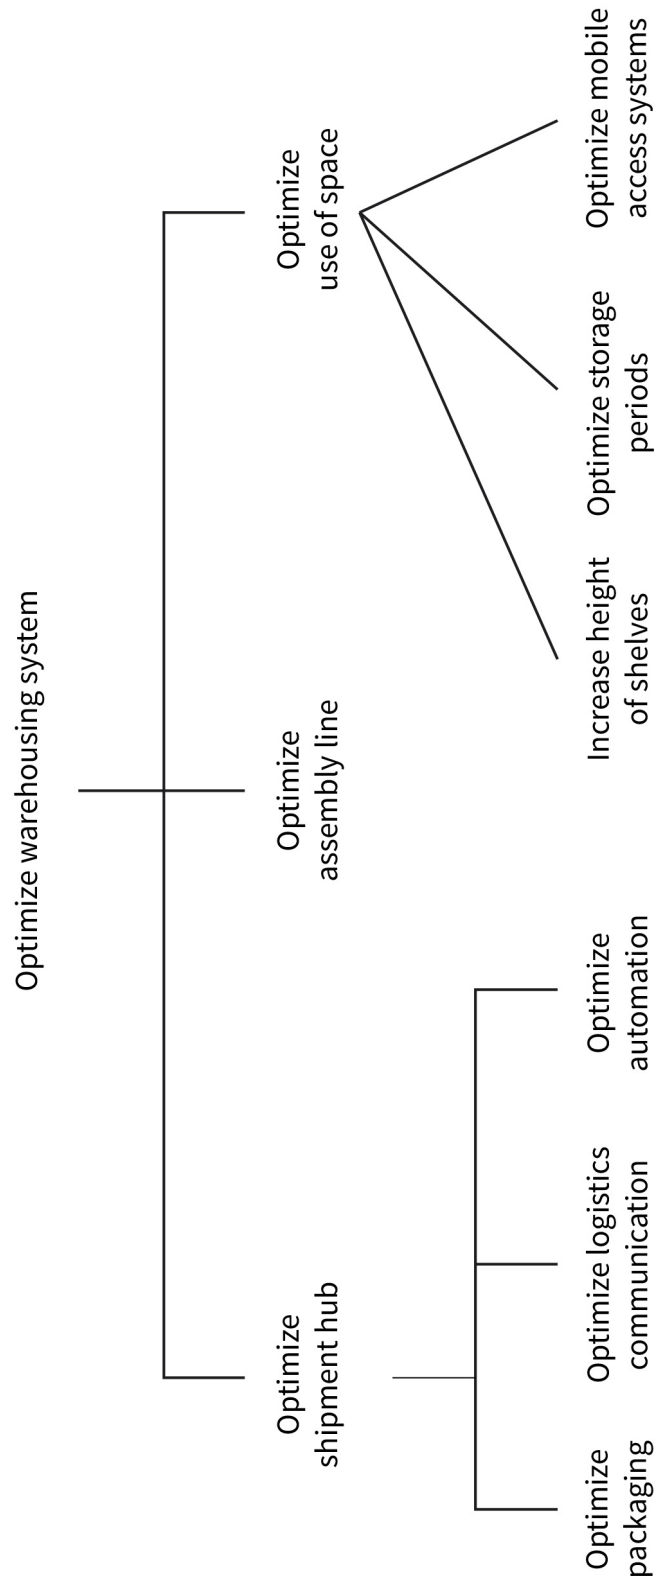 Optimize warehousing system
Optimize
shipment hub
Optimize
assembly line
Optimize
use of space
Optimize
packaging
Optimize logistics
communication
Optimize
automation
Increase height
of shelves
Optimize storage
periods
Optimize mobile
access systems